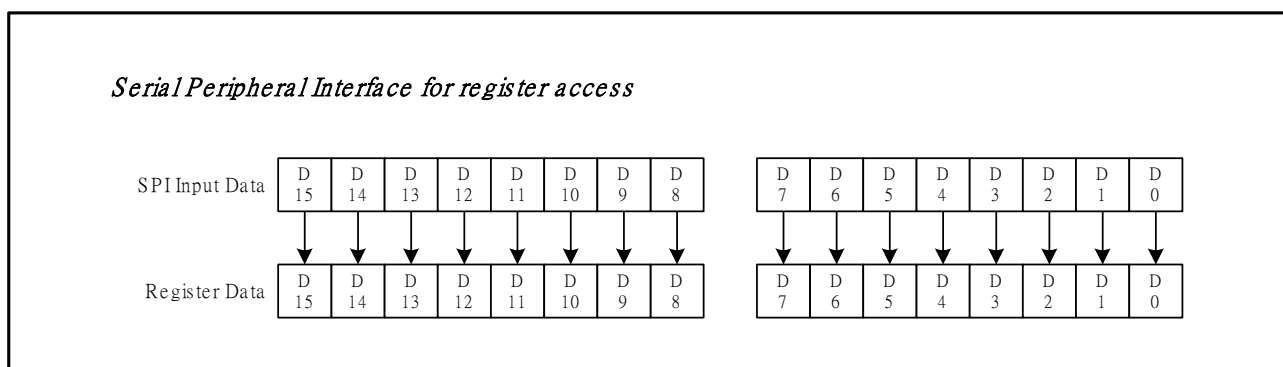 Serial Peripheral Interface for register access
SPI Input Data D 15 D 14 D 13 D 12 D 11 D 10 D 9 D 8 D 7 D 6 D 5 D 4 D 3 D 2 D 1 D 0
Register Data D 15 D 14 D 13 D 12 D 11 D 10 D 9 D 8 D 7 D 6 D 5 D 4 D 3 D 2 D 1 D 0